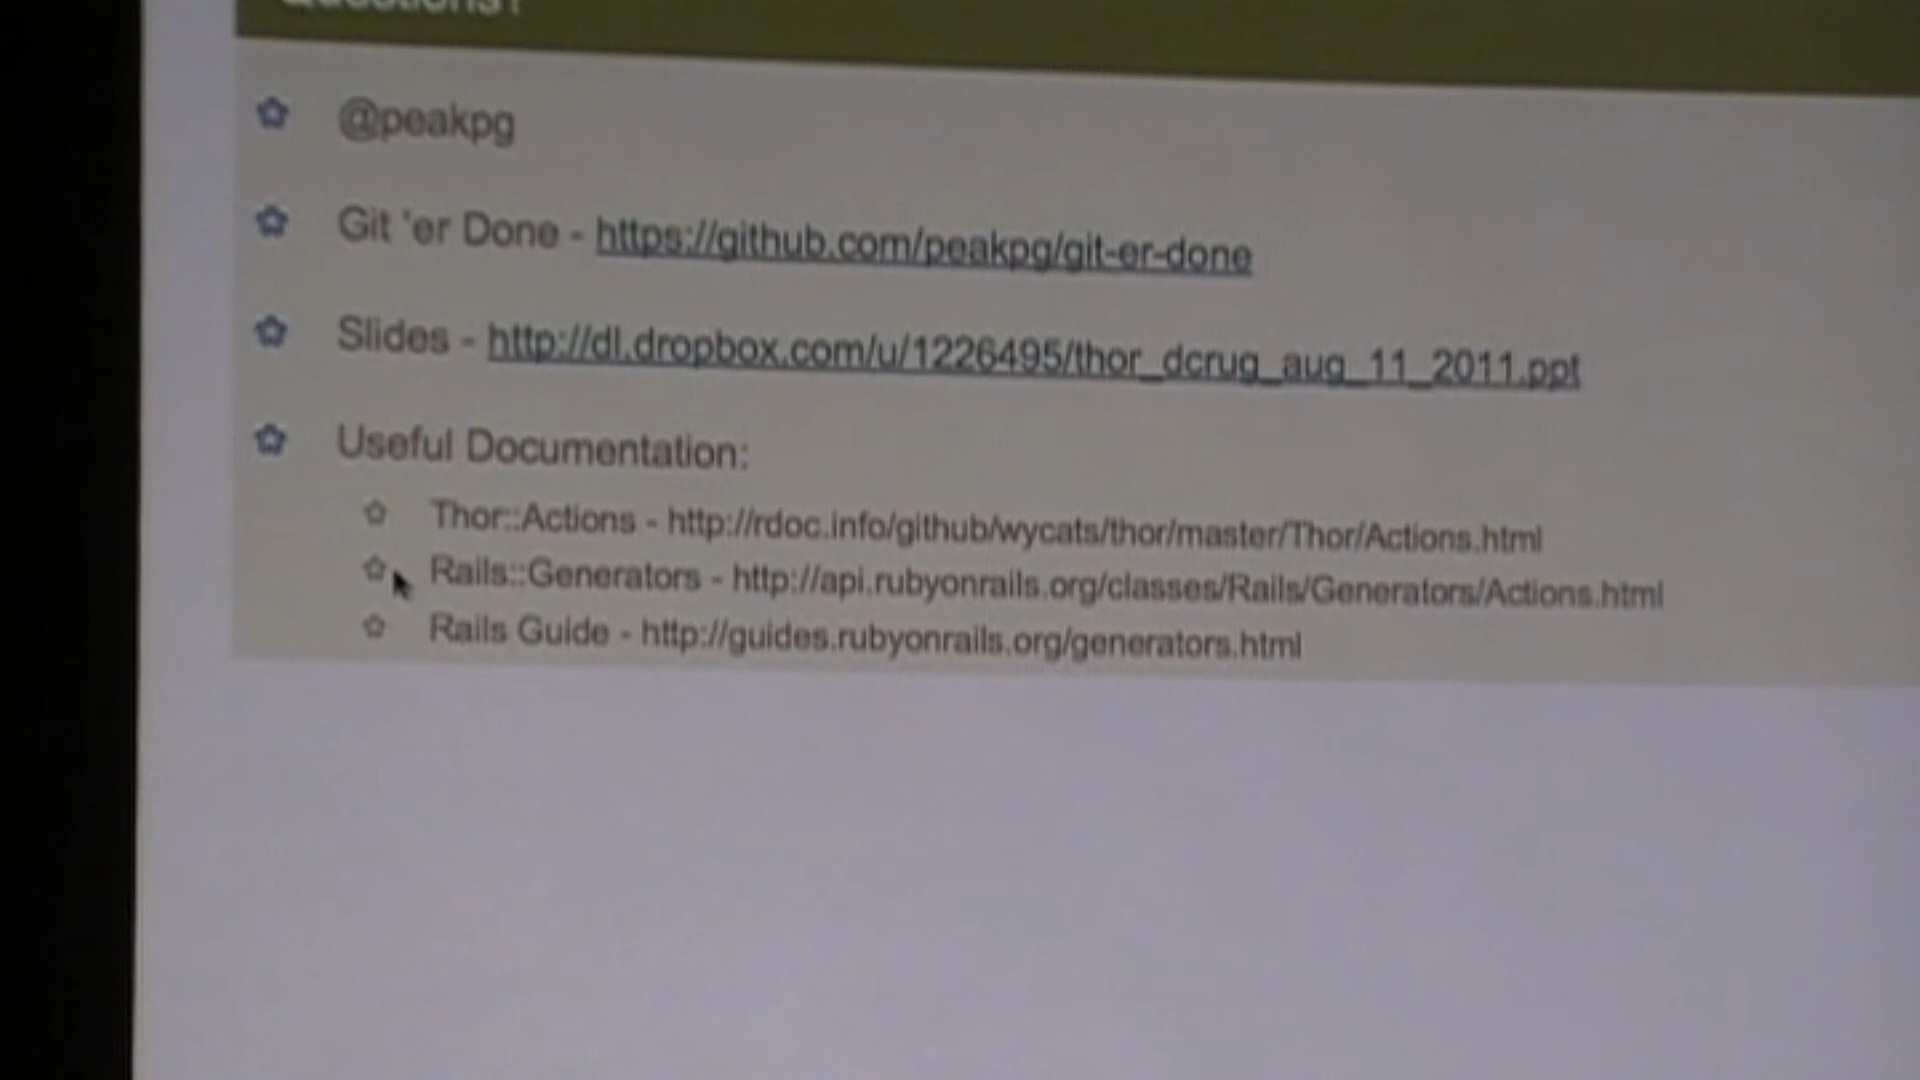 Questions?
@peakpg
Git 'er Done - https://github.com/peakpg/git-er-done
Slides - http://dl.dropbox.com/u/1226495/thor_dcrug_aug_11_2011.ppt
Useful Documentation:
Thor::Actions - http://rdoc.info/github/wycats/thor/master/Thor/Actions.html
Rails::Generators - http://api.rubyonrails.org/classes/Rails/Generators/Actions.html
Rails Guide - http://guides.rubyonrails.org/generators.html